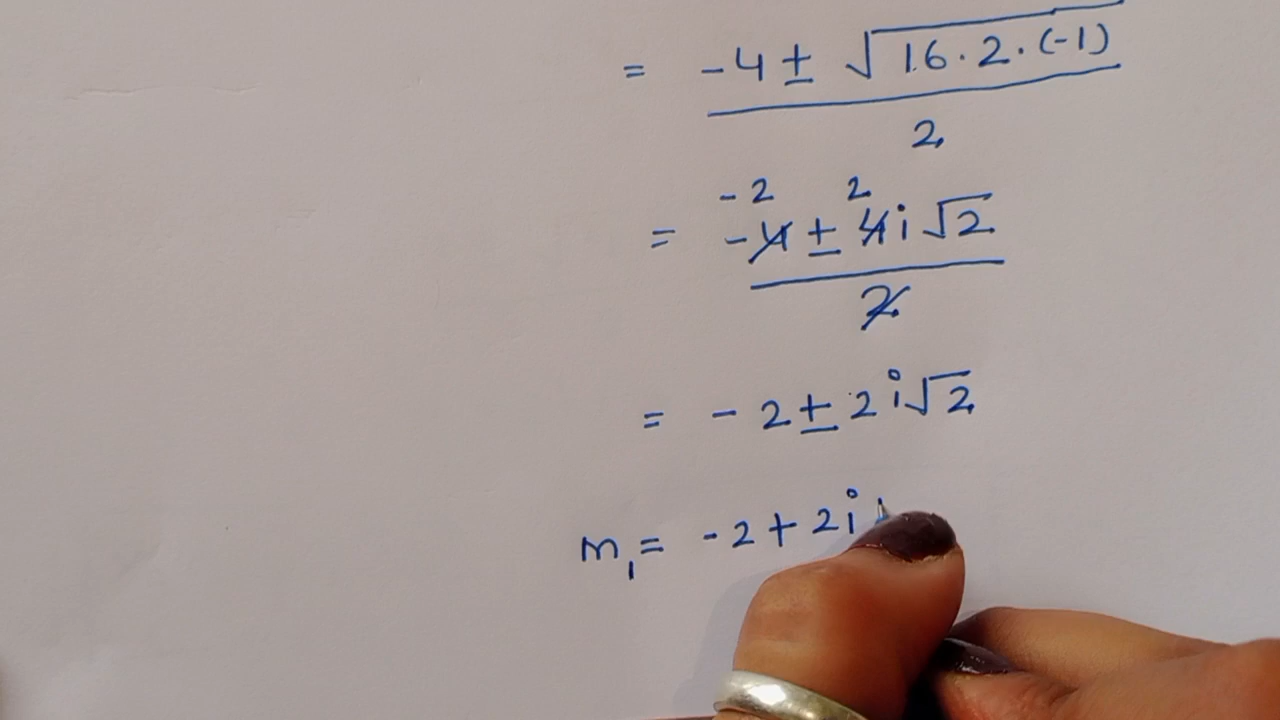 = -4 ± √16·2·(-1)
2
-2 2
= -4 ± 4i√2
2
= -2 ± 2i√2
m₁ = -2 + 2i